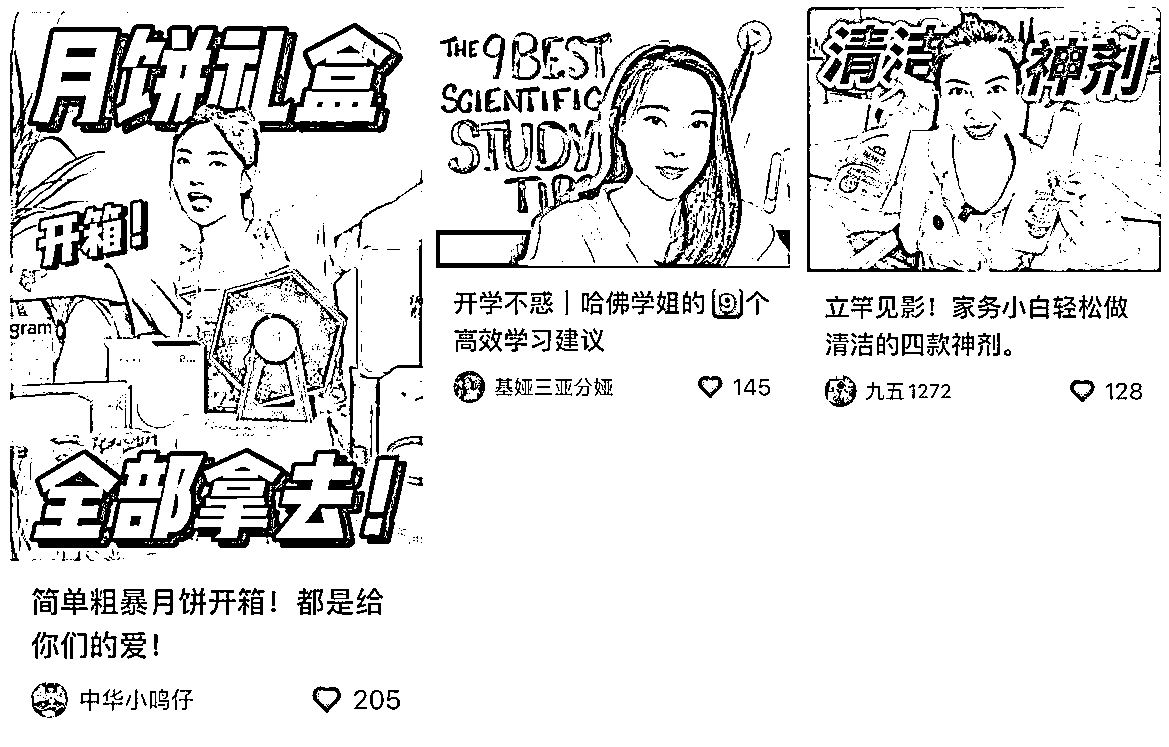 月饼礼盒
开箱!
gram
全部拿去!
简单粗暴月饼开箱！都是给
你们的爱！
中华小鸣仔
205
THE 9 BEST
SCIENTIFIC
STUDY
TIPS
开学不惑｜哈佛学姐的9个
高效学习建议
基娅三亚分娅
145
清洁神剂
立竿见影！家务小白轻松做
清洁的四款神剂。
九五1272
128